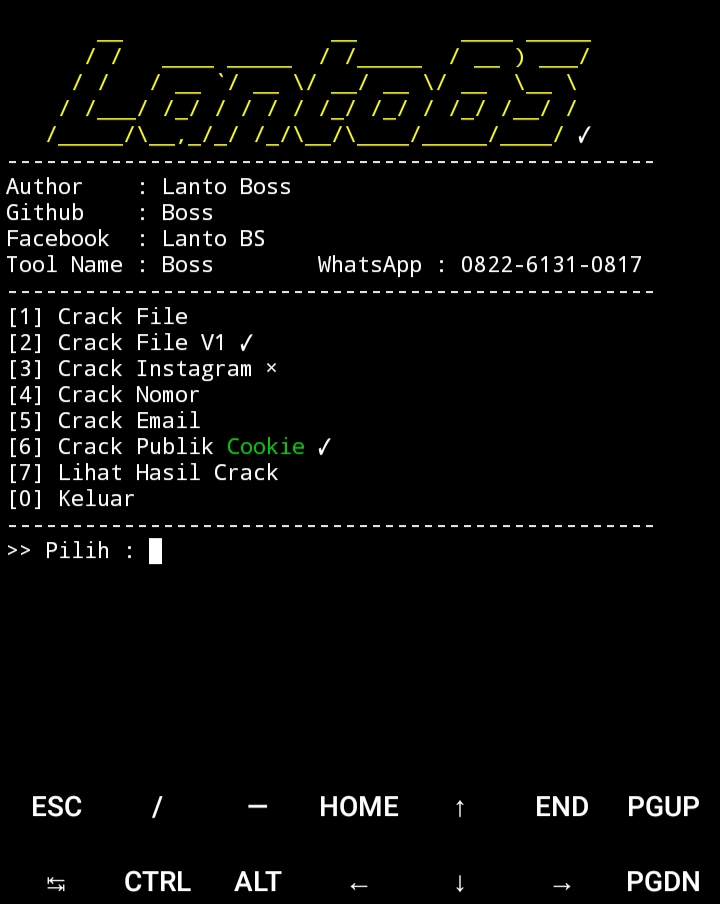 LantoBS ✓
-----------------------------------------------------
Author    : Lanto Boss
Github    : Boss
Facebook  : Lanto BS
Tool Name : Boss        WhatsApp : 0822-6131-0817
-----------------------------------------------------
[1] Crack File
[2] Crack File V1 ✓
[3] Crack Instagram ×
[4] Crack Nomor
[5] Crack Email
[6] Crack Publik Cookie ✓
[7] Lihat Hasil Crack
[0] Keluar
-----------------------------------------------------
>> Pilih :
ESC / — HOME ↑ END PGUP
↹ CTRL ALT ← ↓ → PGDN